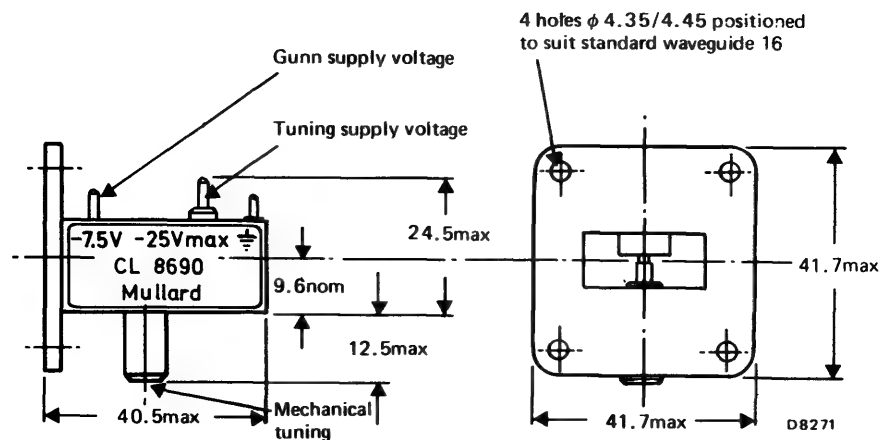 4 holes ϕ 4.35/4.45 positioned
to suit standard waveguide 16
Gunn supply voltage
Tuning supply voltage
-7.5V -25Vmax
CL 8690
Mullard
24.5max
9.6nom
12.5max
41.7max
40.5max
Mechanical
tuning
41.7max
D8271